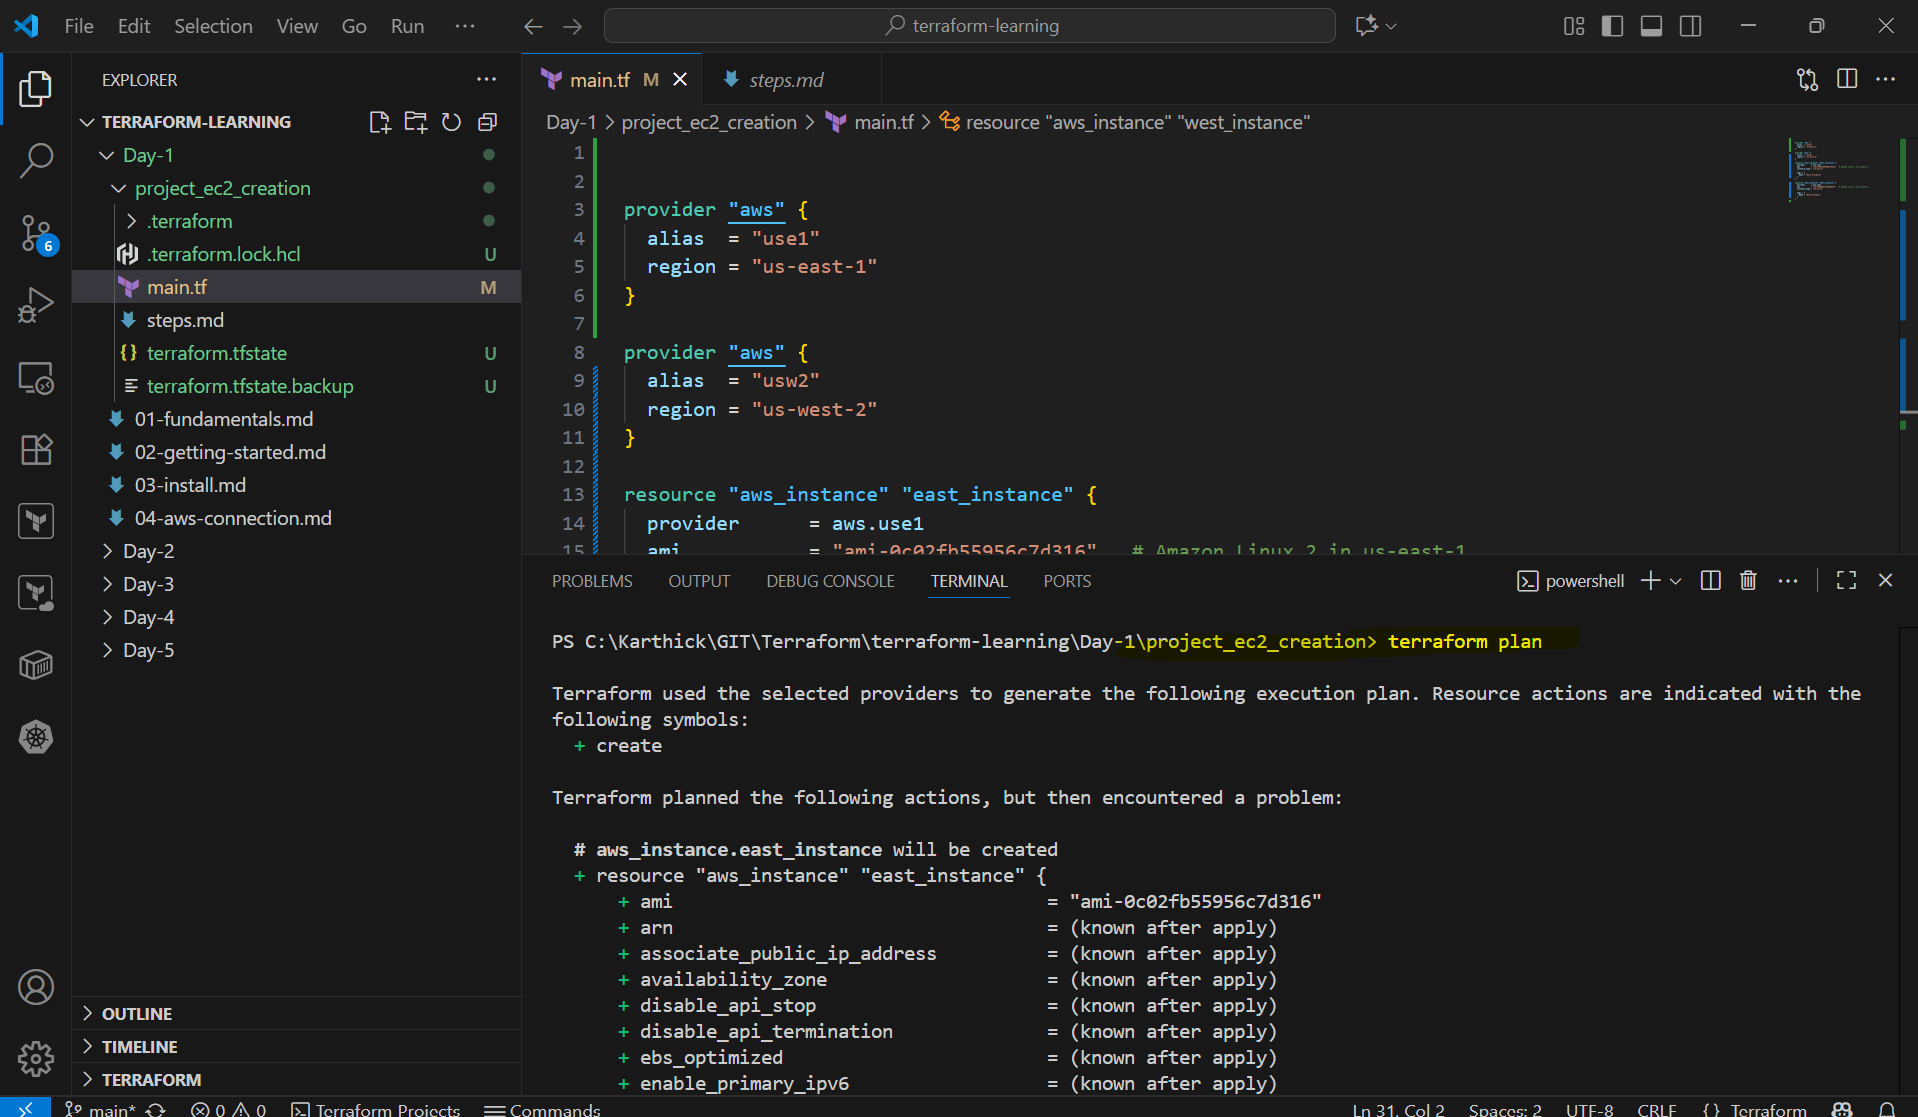 File Edit Selection View Go Run ···
terraform-learning
EXPLORER
TERRAFORM-LEARNING
Day-1
project_ec2_creation
.terraform
.terraform.lock.hcl U
main.tf M
steps.md
terraform.tfstate U
terraform.tfstate.backup U
01-fundamentals.md
02-getting-started.md
03-install.md
04-aws-connection.md
Day-2
Day-3
Day-4
Day-5
6
OUTLINE
TIMELINE
TERRAFORM
main.tf M
steps.md
Day-1 > project_ec2_creation > main.tf > resource "aws_instance" "west_instance"
1
2
3 provider "aws" {
4 alias = "use1"
5 region = "us-east-1"
6 }
7
8 provider "aws" {
9 alias = "usw2"
10 region = "us-west-2"
11 }
12
13 resource "aws_instance" "east_instance" {
14 provider = aws.use1
15 ami = "ami-0c02fb55956c7d316" # Amazon Linux 2 in us-east-1
PROBLEMS OUTPUT DEBUG CONSOLE TERMINAL PORTS
powershell
PS C:\Karthick\GIT\Terraform\terraform-learning\Day-1\project_ec2_creation> terraform plan
Terraform used the selected providers to generate the following execution plan. Resource actions are indicated with the
following symbols:
+ create
Terraform planned the following actions, but then encountered a problem:
# aws_instance.east_instance will be created
+ resource "aws_instance" "east_instance" {
+ ami = "ami-0c02fb55956c7d316"
+ arn = (known after apply)
+ associate_public_ip_address = (known after apply)
+ availability_zone = (known after apply)
+ disable_api_stop = (known after apply)
+ disable_api_termination = (known after apply)
+ ebs_optimized = (known after apply)
+ enable_primary_ipv6 = (known after apply)
main* 0 0 Terraform Projects Commands Ln 31, Col 2 Spaces: 2 UTF-8 CRLF {} Terraform